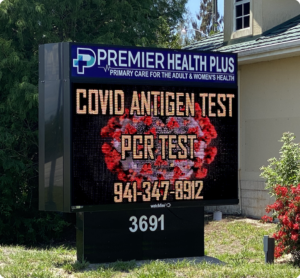 PREMIER HEALTH PLUS
PRIMARY CARE FOR THE ADULT & WOMEN'S HEALTH
COVID ANTIGEN TEST
PCR TEST
941-347-8912
watchfire
3691